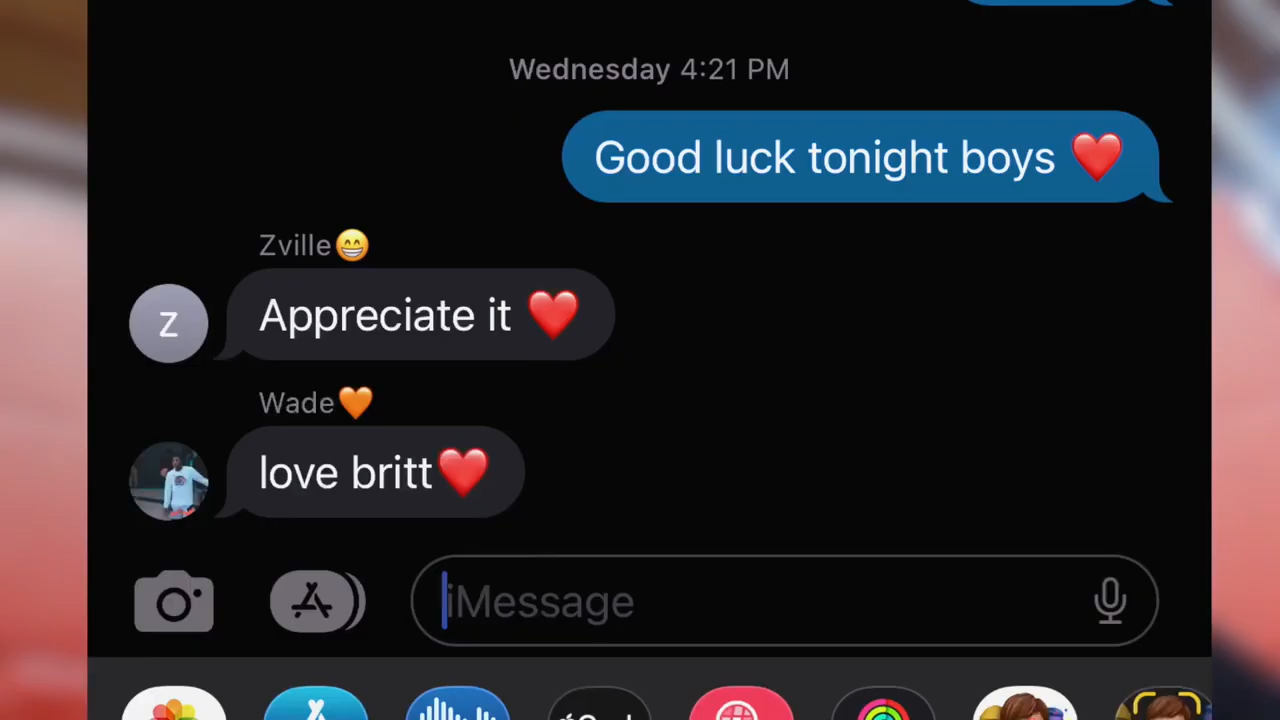 Wednesday 4:21 PM
Good luck tonight boys ❤️
Zville😁
Z
Appreciate it ❤️
Wade🧡
love britt❤️
iMessage